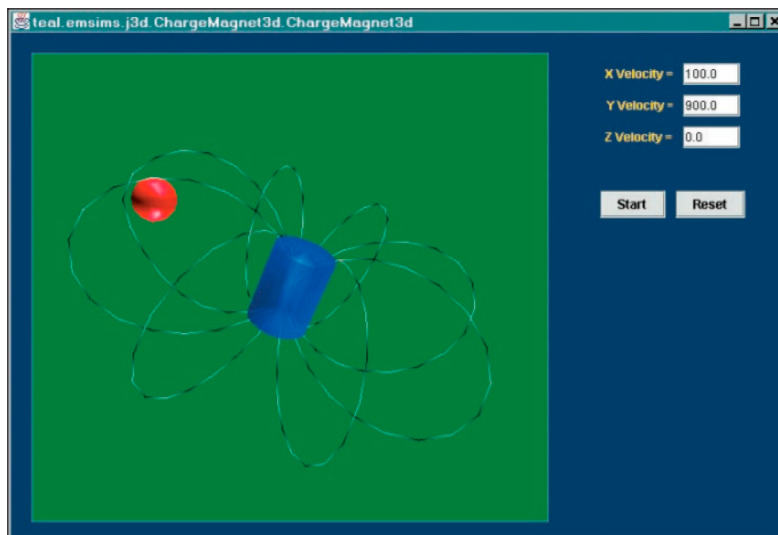 teal.emsims.j3d.ChargeMagnet3d.ChargeMagnet3d
X Velocity = 100.0
Y Velocity = 900.0
Z Velocity = 0.0
Start Reset